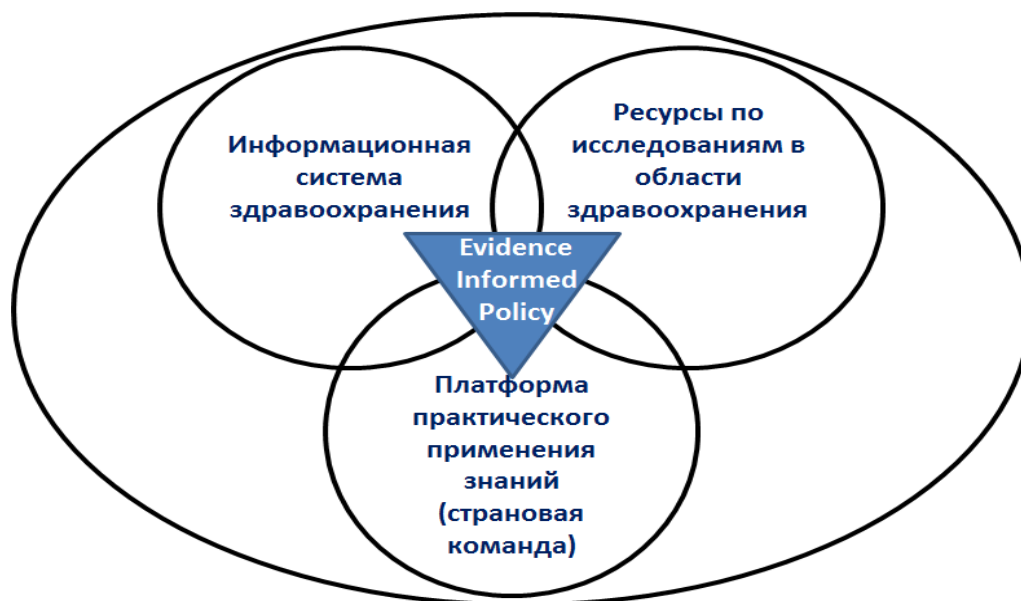 Информационная
система
здравоохранения
Ресурсы по
исследованиям в
области
здравоохранения
Evidence
Informed
Policy
Платформа
практического
применения
знаний
(страновая
команда)